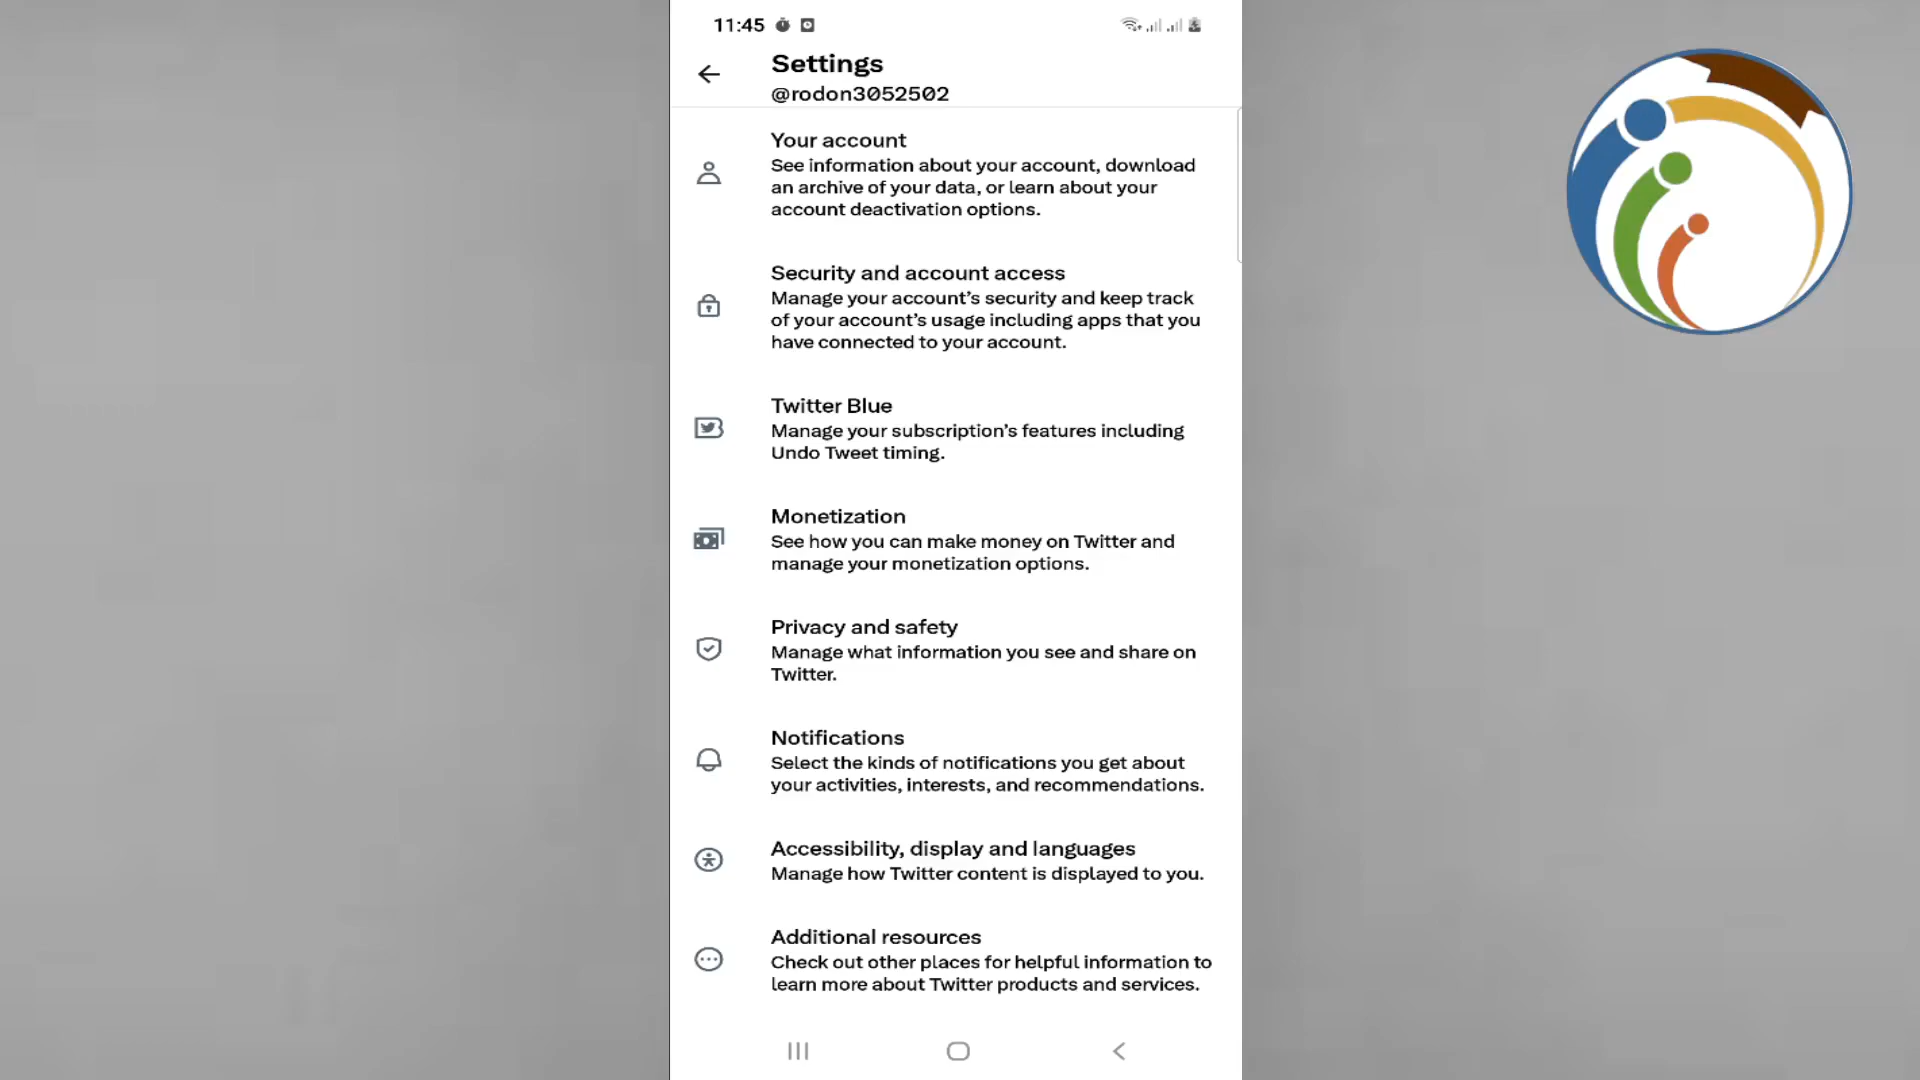 11:45
Settings
@rodon3052502
Your account
See information about your account, download
an archive of your data, or learn about your
account deactivation options.
Security and account access
Manage your account's security and keep track
of your account's usage including apps that you
have connected to your account.
Twitter Blue
Manage your subscription's features including
Undo Tweet timing.
Monetization
See how you can make money on Twitter and
manage your monetization options.
Privacy and safety
Manage what information you see and share on
Twitter.
Notifications
Select the kinds of notifications you get about
your activities, interests, and recommendations.
Accessibility, display and languages
Manage how Twitter content is displayed to you.
Additional resources
Check out other places for helpful information to
learn more about Twitter products and services.